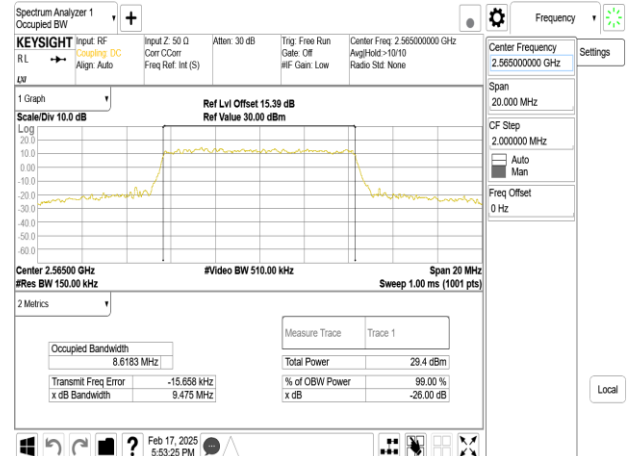 Spectrum Analyzer 1
Occupied BW
Frequency
KEYSIGHT
Input: RF
Coupling: DC
Align: Auto
Input Z: 50 Ω
Corr CCorr
Freq Ref: Int (S)
Atten: 30 dB
Trig: Free Run
Gate: Off
#IF Gain: Low
Center Freq: 2.565000000 GHz
Avg|Hold:>10/10
Radio Std: None
R L
LXI
Center Frequency
2.565000000 GHz
Settings
Span
20.000 MHz
CF Step
2.000000 MHz
Auto
Man
Freq Offset
0 Hz
Local
1 Graph
Scale/Div 10.0 dB
Ref Lvl Offset 15.39 dB
Ref Value 30.00 dBm
Log
20.0
10.0
0.00
-10.0
-20.0
-30.0
-40.0
-50.0
-60.0
Center 2.56500 GHz
#Video BW 510.00 kHz
Span 20 MHz
#Res BW 150.00 kHz
Sweep 1.00 ms (1001 pts)
2 Metrics
Measure Trace
Trace 1
Occupied Bandwidth
8.6183 MHz
Total Power
29.4 dBm
Transmit Freq Error
-15.658 kHz
% of OBW Power
99.00 %
x dB Bandwidth
9.475 MHz
x dB
-26.00 dB
?
Feb 17, 2025
5:53:25 PM